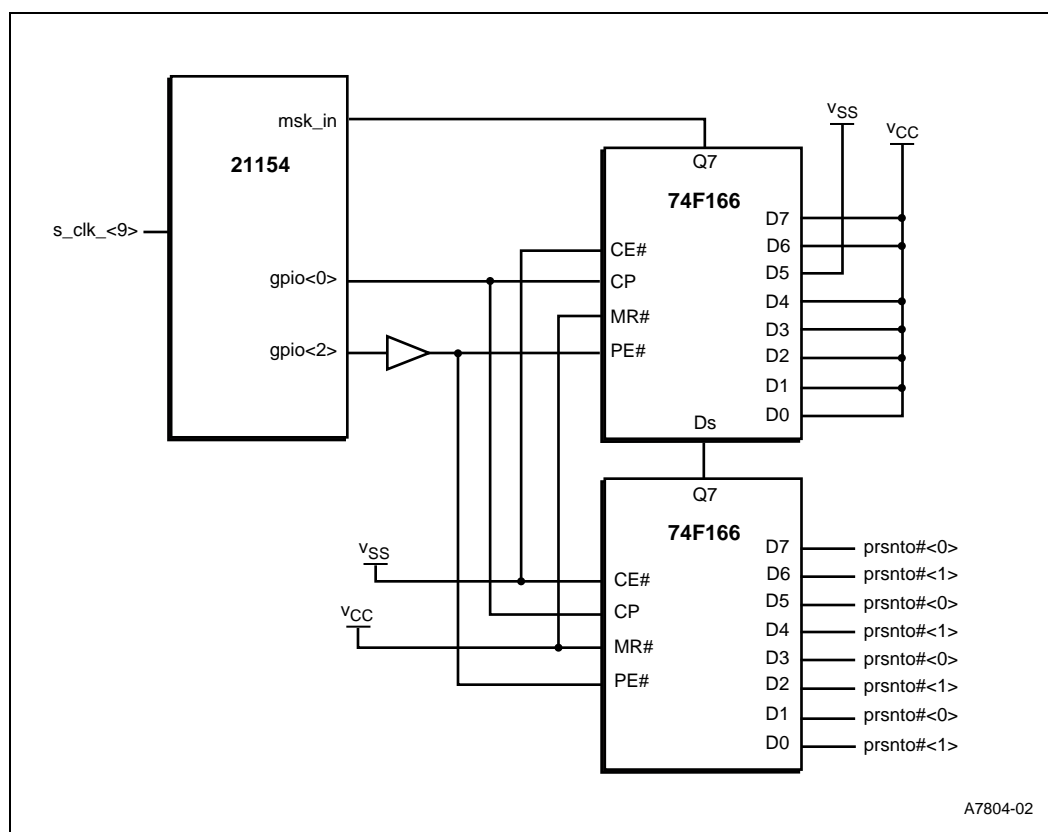 msk_in
21154
s_clk_<9>
gpio<0>
gpio<2>
vSS
vCC
Q7
74F166
CE#
CP
MR#
PE#
D7
D6
D5
D4
D3
D2
D1
D0
Ds
Q7
74F166
vSS
vCC
CE#
CP
MR#
PE#
D7 prsnto#<0>
D6 prsnto#<1>
D5 prsnto#<0>
D4 prsnto#<1>
D3 prsnto#<0>
D2 prsnto#<1>
D1 prsnto#<0>
D0 prsnto#<1>
A7804-02